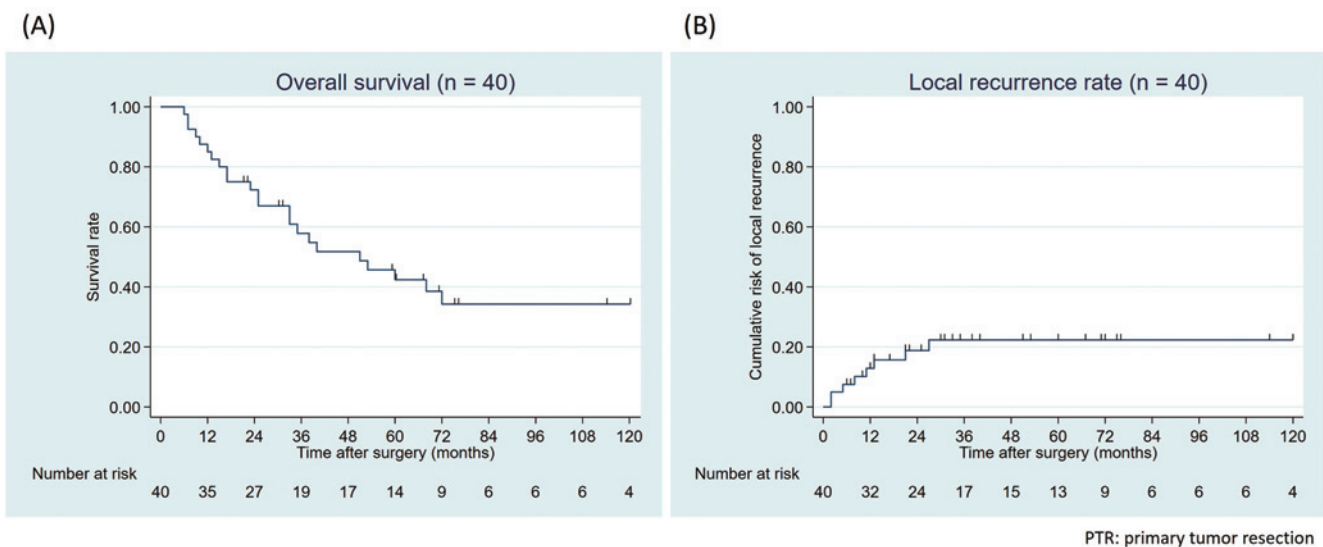 (A)
Overall survival (n = 40)
Survival rate
1.00
0.80
0.60
0.40
0.20
0.00
0 12 24 36 48 60 72 84 96 108 120
Time after surgery (months)
Number at risk
40 35 27 19 17 14 9 6 6 6 4
(B)
Local recurrence rate (n = 40)
Cumulative risk of local recurrence
1.00
0.80
0.60
0.40
0.20
0.00
0 12 24 36 48 60 72 84 96 108 120
Time after surgery (months)
Number at risk
40 32 24 17 15 13 9 6 6 6 4
PTR: primary tumor resection